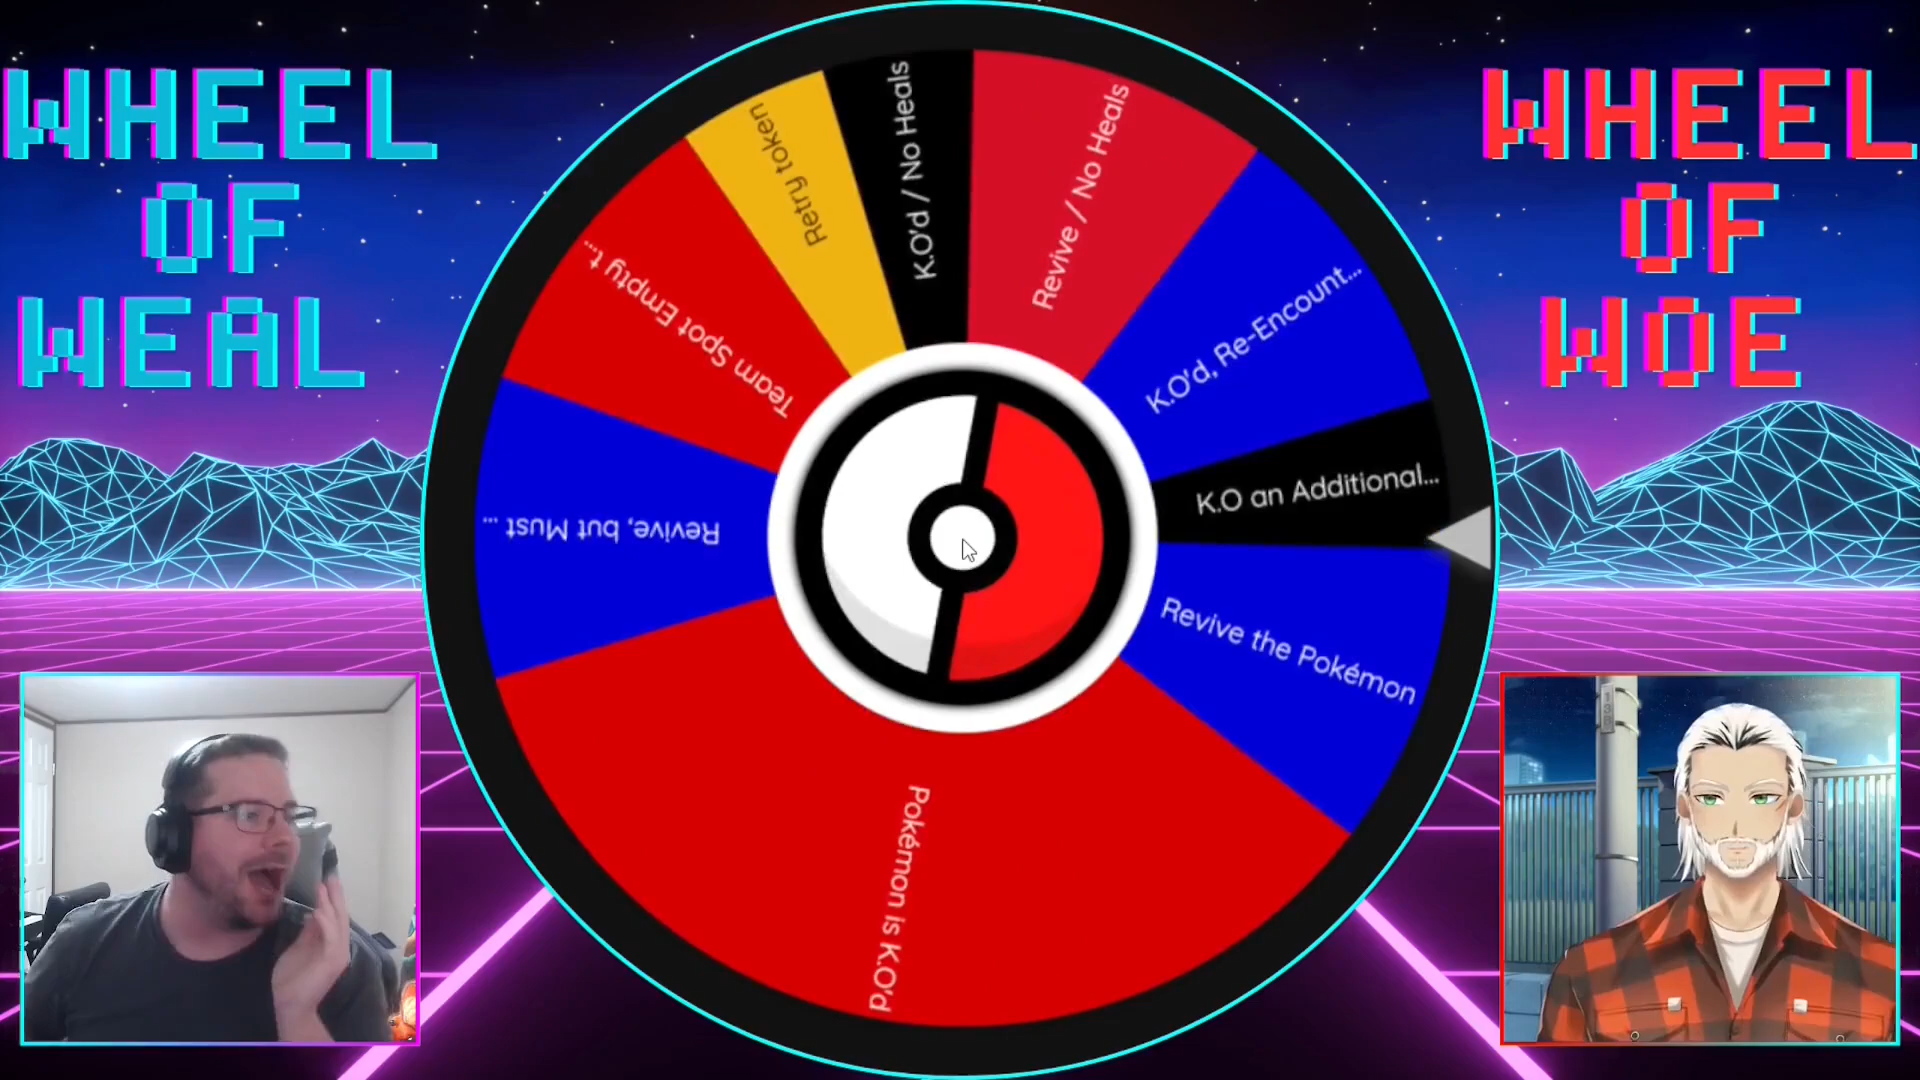 WHEEL
OF
WEAL
WHEEL
OF
WOE
Retry token
K.O'd / No Heals
Revive / No Heals
K.O'd, Re-Encount...
K.O an Additional...
Revive the Pokémon
Pokémon is K.O'd
Revive, but Must ...
Team Spot Empty t...